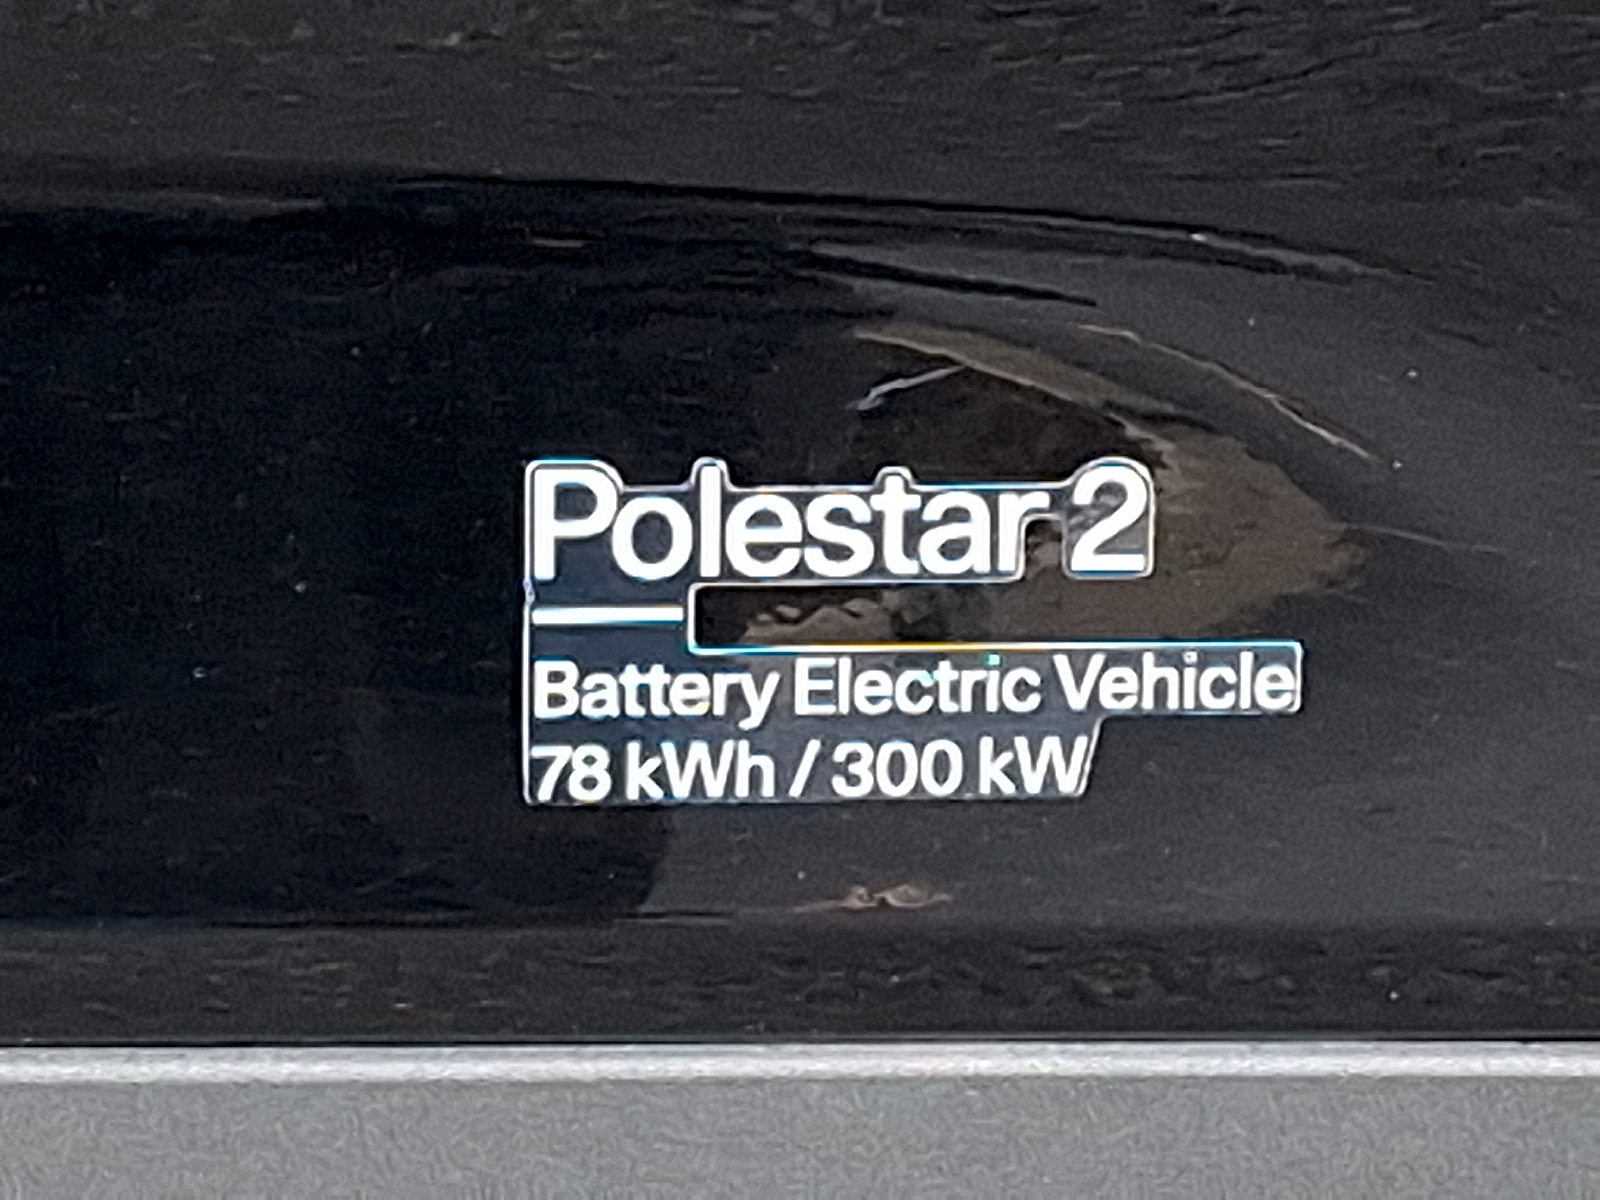 Polestar 2
Battery Electric Vehicle
78 kWh / 300 kW